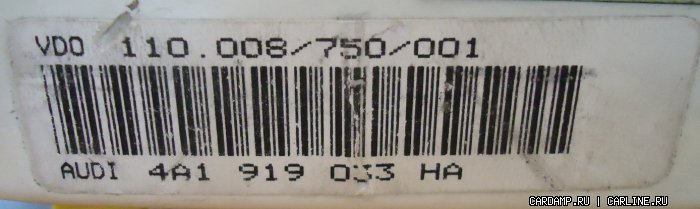 VDO 110.008/750/001
AUDI 4A1 919 033 HA
CARDAMP.RU | CARLINE.RU